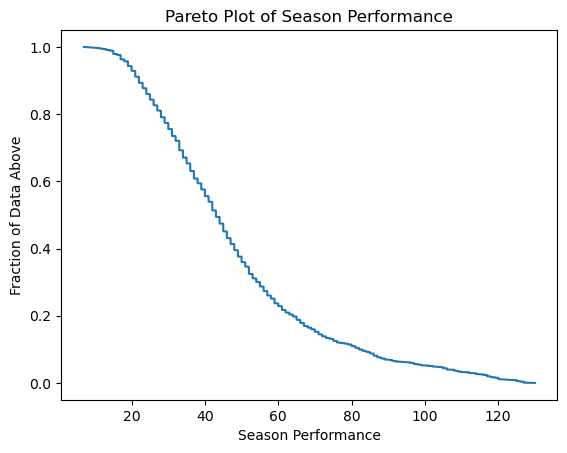 Pareto Plot of Season Performance
1.0
0.8
0.6
0.4
0.2
0.0
Fraction of Data Above
20 40 60 80 100 120
Season Performance